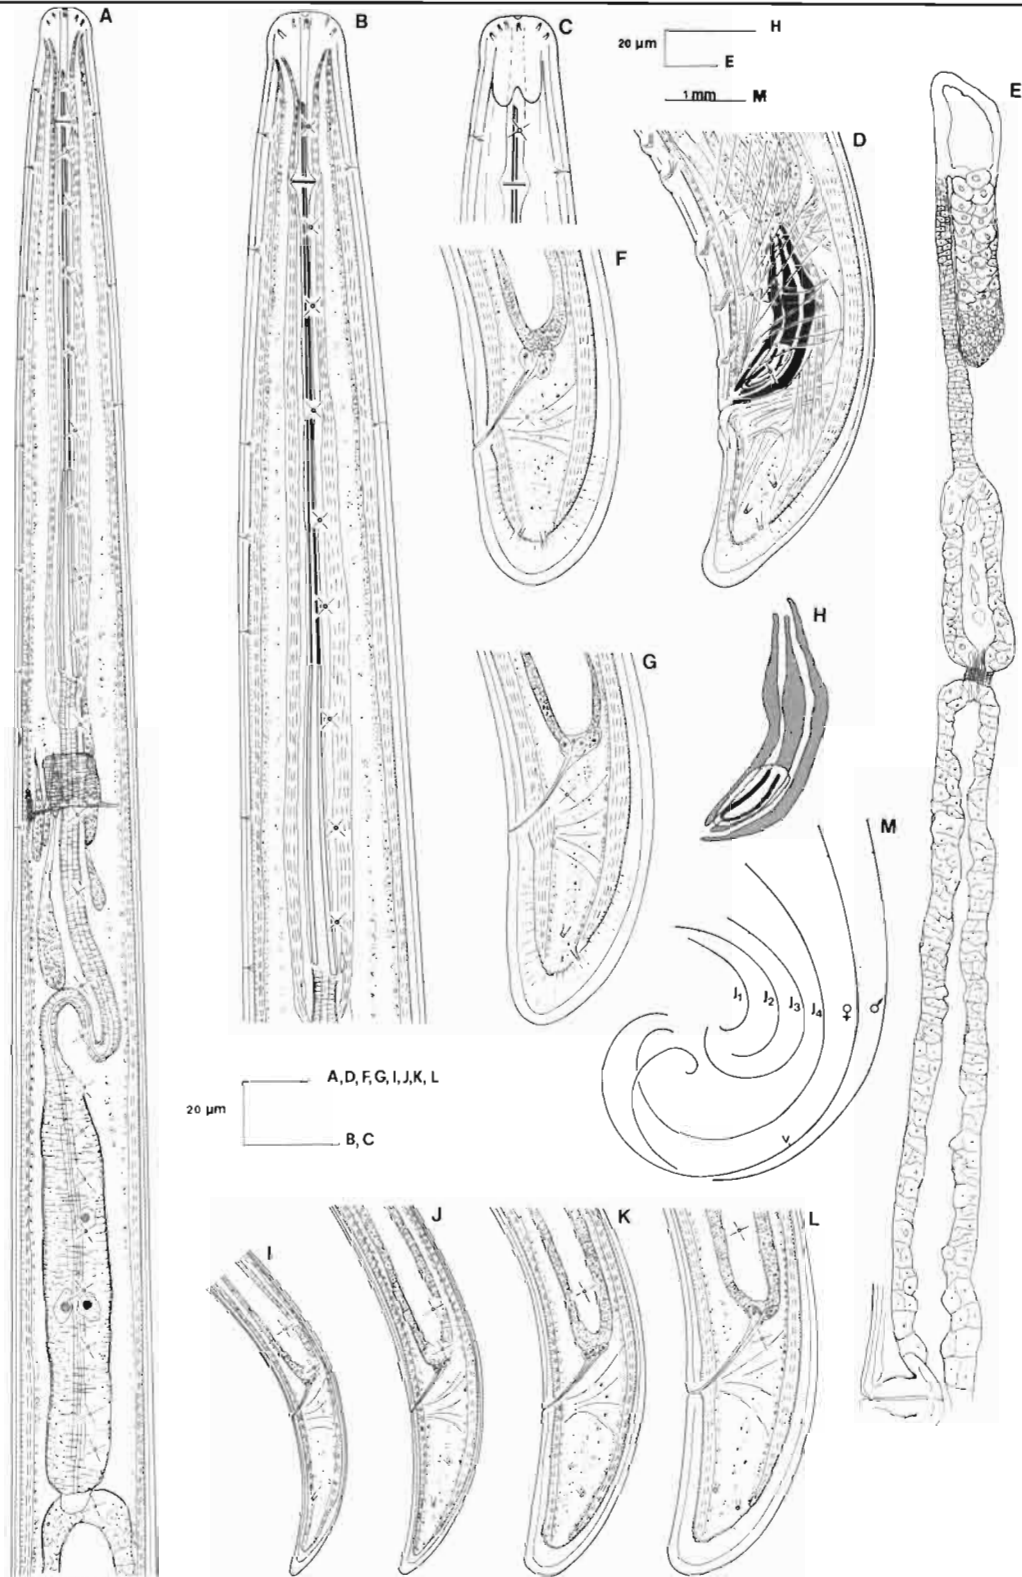 A
B
C
20 µm
H
E
1 mm
M
D
E
F
G
H
M
J1
J2
J3
J4
♀
♂
v
20 µm
A, D, F, G, I, J, K, L
B, C
I
J
K
L